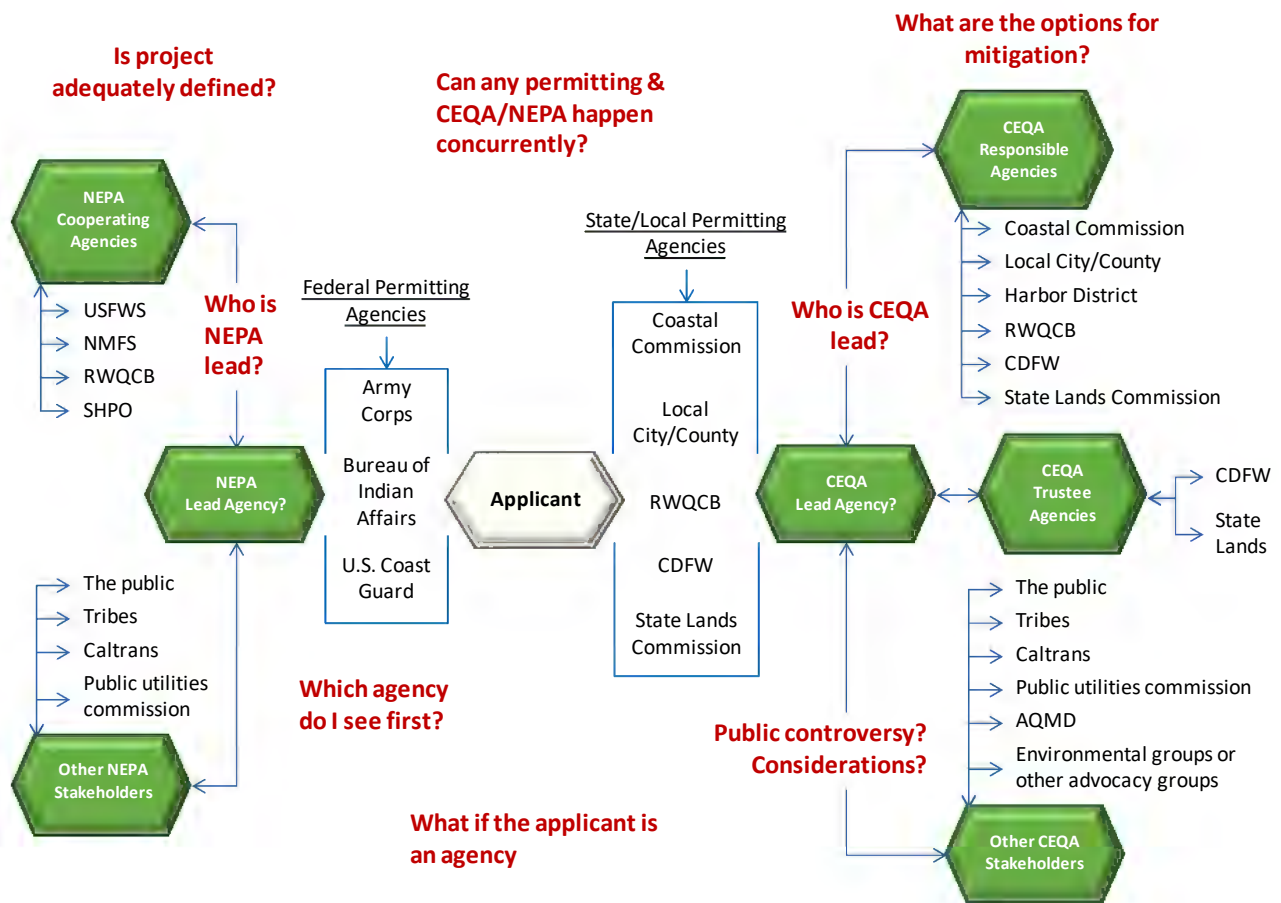 Is project
adequately defined?
Can any permitting &
CEQA/NEPA happen
concurrently?
What are the options for
mitigation?
NEPA
Cooperating
Agencies
USFWS
NMFS
RWQCB
SHPO
Who is
NEPA
lead?
NEPA
Lead Agency?
The public
Tribes
Caltrans
Public utilities
commission
Other NEPA
Stakeholders
Federal Permitting
Agencies
Army
Corps
Bureau of
Indian
Affairs
U.S. Coast
Guard
Which agency
do I see first?
Applicant
What if the applicant is
an agency
State/Local Permitting
Agencies
Coastal
Commission
Local
City/County
RWQCB
CDFW
State Lands
Commission
Who is CEQA
lead?
CEQA
Lead Agency?
Public controversy?
Considerations?
CEQA
Responsible
Agencies
Coastal Commission
Local City/County
Harbor District
RWQCB
CDFW
State Lands Commission
CEQA
Trustee
Agencies
CDFW
State
Lands
The public
Tribes
Caltrans
Public utilities commission
AQMD
Environmental groups or
other advocacy groups
Other CEQA
Stakeholders